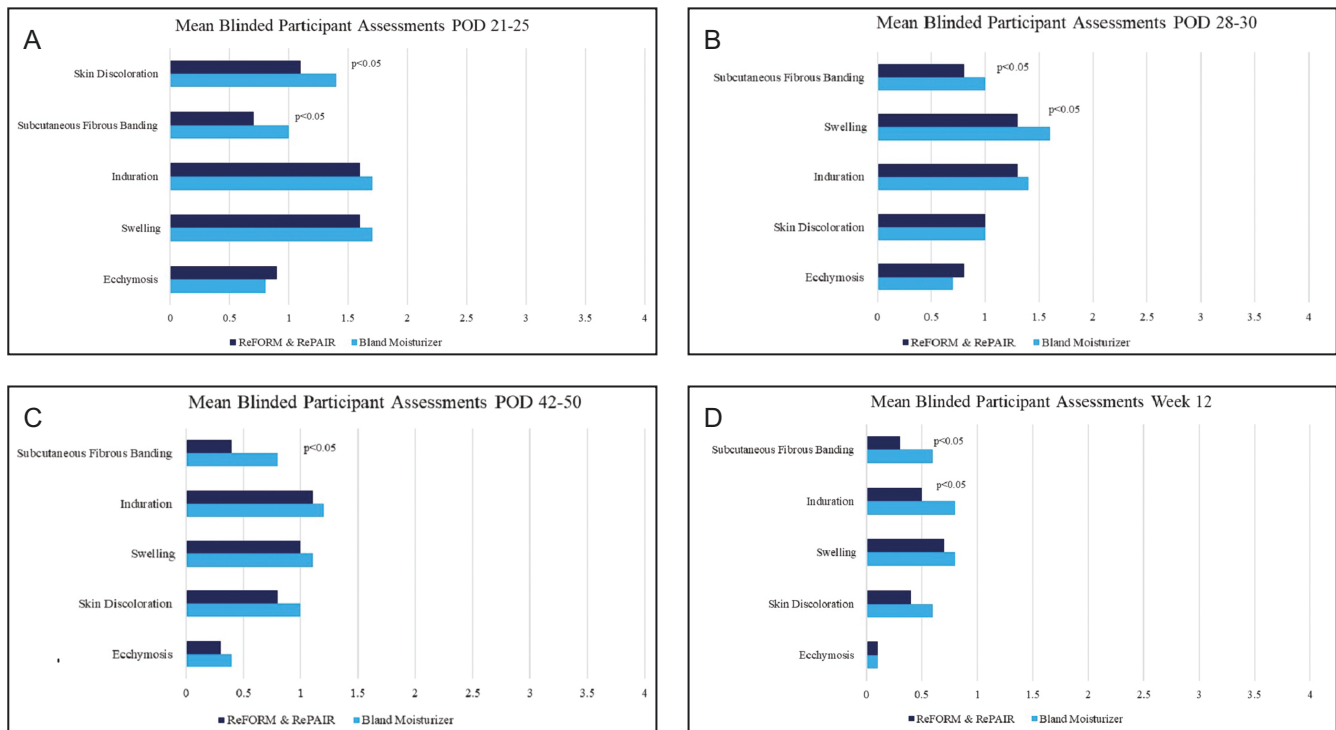 A
Mean Blinded Participant Assessments POD 21-25
Skin Discoloration
p<0.05
Subcutaneous Fibrous Banding
p<0.05
Induration
Swelling
Ecchymosis
0 0.5 1 1.5 2 2.5 3 3.5 4
ReFORM & RePAIR Bland Moisturizer
B
Mean Blinded Participant Assessments POD 28-30
Subcutaneous Fibrous Banding
p<0.05
Swelling
p<0.05
Induration
Skin Discoloration
Ecchymosis
0 0.5 1 1.5 2 2.5 3 3.5 4
ReFORM & RePAIR Bland Moisturizer
C
Mean Blinded Participant Assessments POD 42-50
Subcutaneous Fibrous Banding
p<0.05
Induration
Swelling
Skin Discoloration
Ecchymosis
0 0.5 1 1.5 2 2.5 3 3.5 4
ReFORM & RePAIR Bland Moisturizer
D
Mean Blinded Participant Assessments Week 12
Subcutaneous Fibrous Banding
p<0.05
Induration
p<0.05
Swelling
Skin Discoloration
Ecchymosis
0 0.5 1 1.5 2 2.5 3 3.5 4
ReFORM & RePAIR Bland Moisturizer